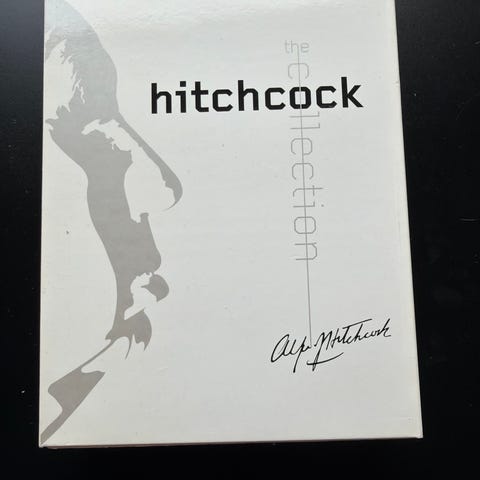 the
hitchcock
collection
Alfred Hitchcock